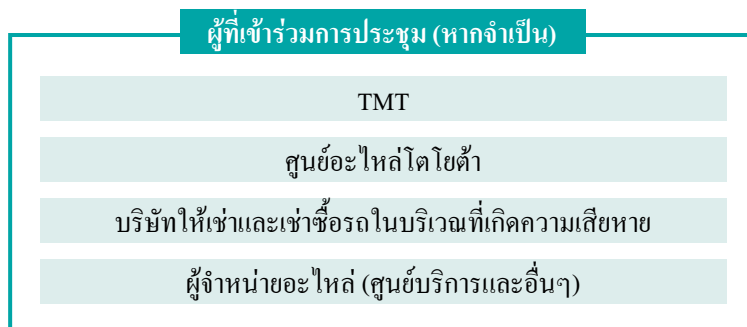 ผู้ที่เข้าร่วมการประชุม (หากจำเป็น)
TMT
ศูนย์อะไหล่โตโยต้า
บริษัทให้เช่าและเช่าซื้อรถในบริเวณที่เกิดความเสียหาย
ผู้จำหน่ายอะไหล่ (ศูนย์บริการและอื่นๆ)